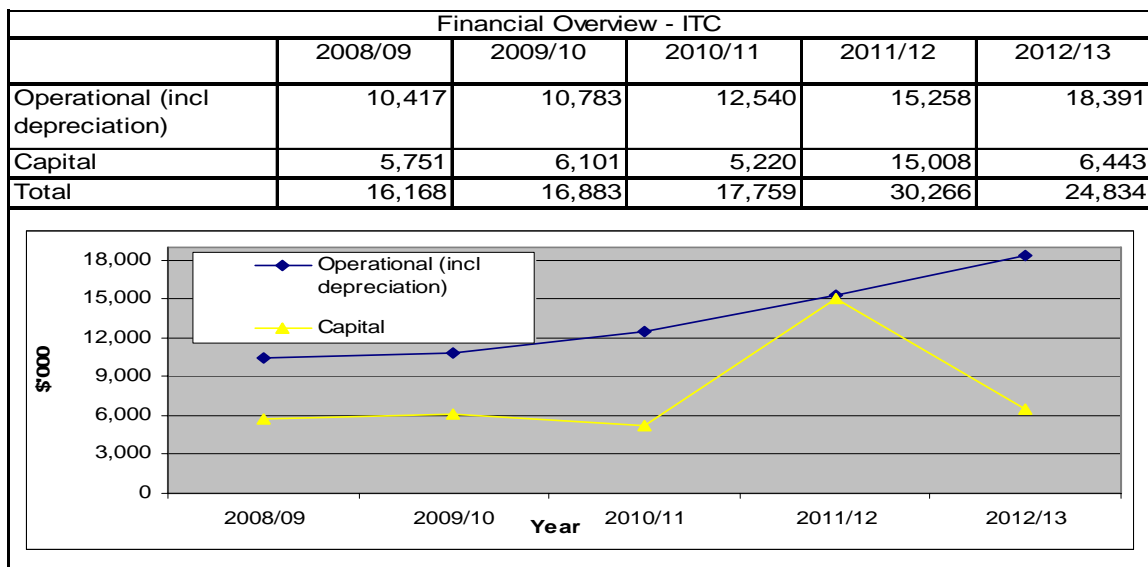 Financial Overview - ITC
2008/09 2009/10 2010/11 2011/12 2012/13
Operational (incl depreciation) 10,417 10,783 12,540 15,258 18,391
Capital 5,751 6,101 5,220 15,008 6,443
Total 16,168 16,883 17,759 30,266 24,834
Operational (incl
depreciation)
Capital
$'000
18,000
15,000
12,000
9,000
6,000
3,000
0
2008/09 2009/10 2010/11 2011/12 2012/13
Year